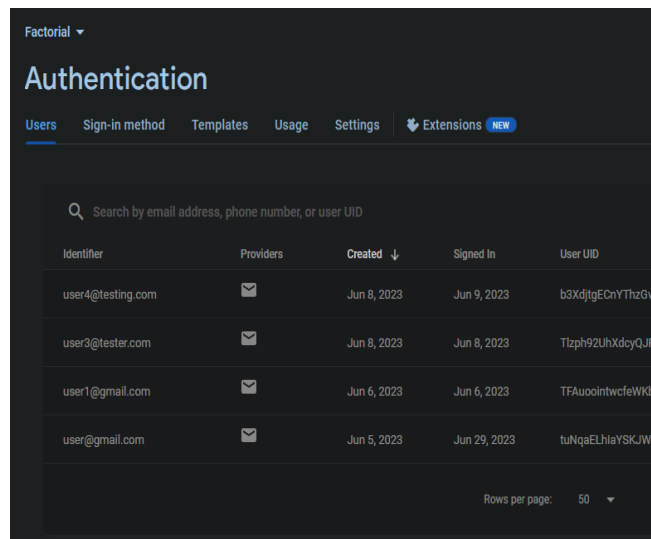 Factorial
Authentication
Users Sign-in method Templates Usage Settings Extensions NEW
Search by email address, phone number, or user UID
Identifier Providers Created Signed In User UID
user4@testing.com Jun 8, 2023 Jun 9, 2023 b3XdjtgECnYThzGv
user3@tester.com Jun 8, 2023 Jun 8, 2023
user1@gmail.com Jun 6, 2023 Jun 6, 2023
user@gmail.com Jun 5, 2023 Jun 29, 2023
Rows per page: 50